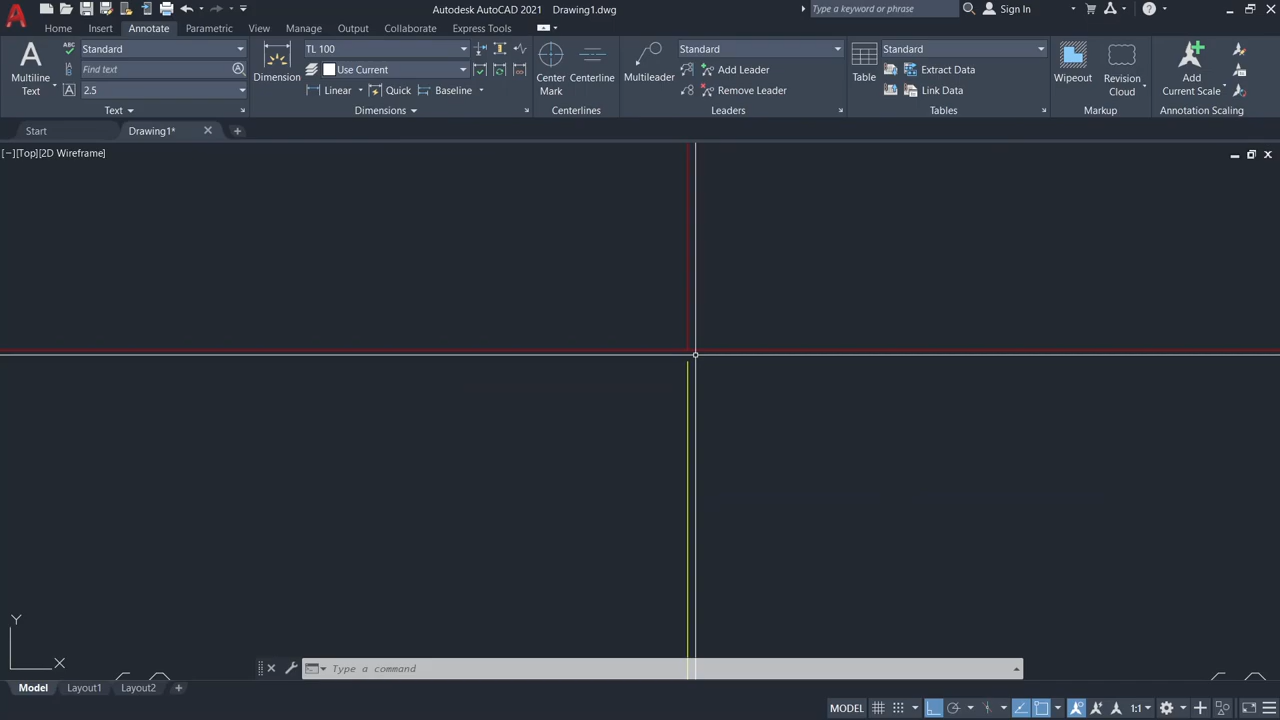 Autodesk AutoCAD 2021 Drawing1.dwg
Type a keyword or phrase
Sign In
Home Insert Annotate Parametric View Manage Output Collaborate Express Tools
Standard
Find text
2.5
Multiline
Text
Text
TL 100
Use Current
Linear Quick Baseline
Dimension
Dimensions
Center
Mark
Centerline
Centerlines
Standard
Multileader
Add Leader
Remove Leader
Leaders
Standard
Table
Extract Data
Link Data
Tables
Wipeout
Revision
Cloud
Markup
Add
Current Scale
Annotation Scaling
Start Drawing1*
[−][Top][2D Wireframe]
Y
X
Type a command
Model Layout1 Layout2
MODEL 1:1